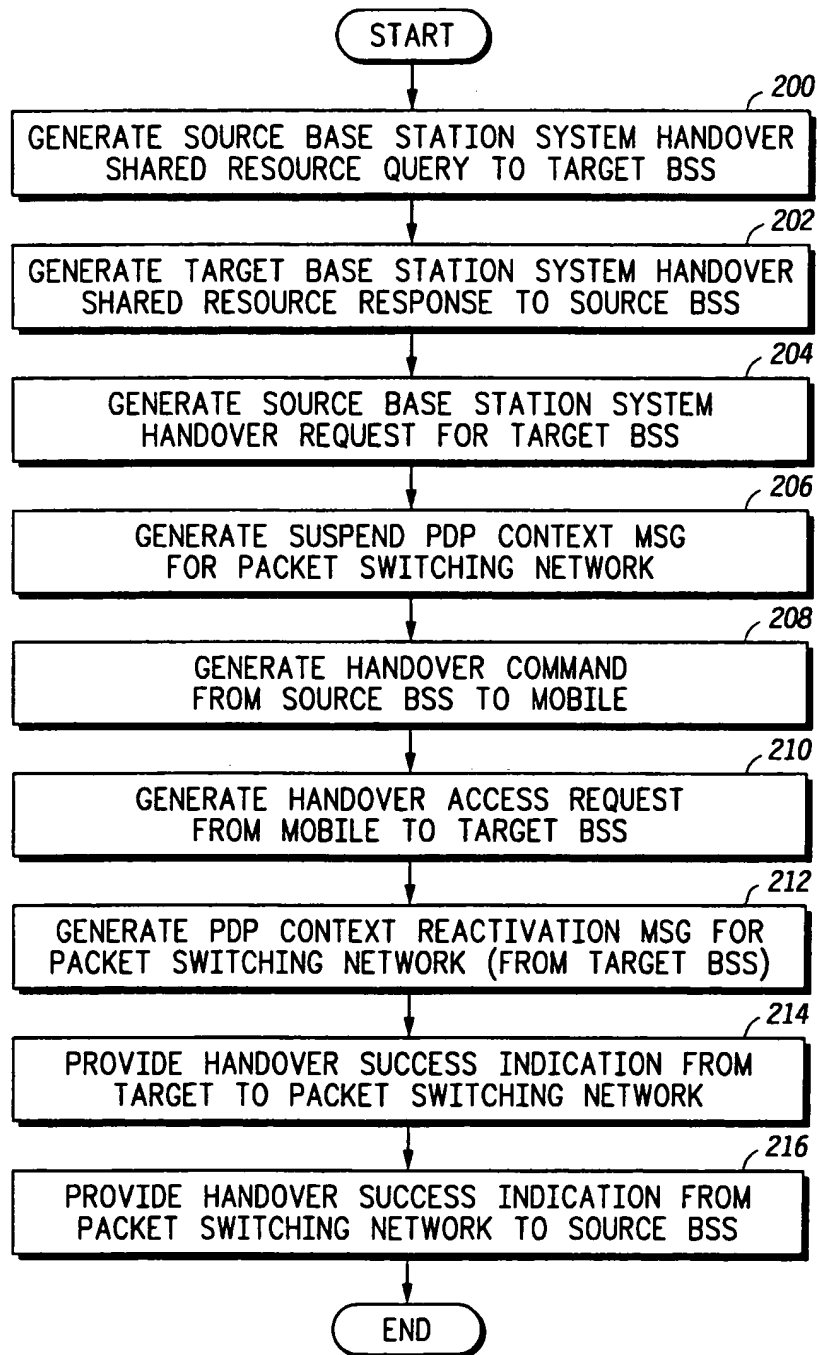 START
200
GENERATE SOURCE BASE STATION SYSTEM HANDOVER
SHARED RESOURCE QUERY TO TARGET BSS
202
GENERATE TARGET BASE STATION SYSTEM HANDOVER
SHARED RESOURCE RESPONSE TO SOURCE BSS
204
GENERATE SOURCE BASE STATION SYSTEM
HANDOVER REQUEST FOR TARGET BSS
206
GENERATE SUSPEND PDP CONTEXT MSG
FOR PACKET SWITCHING NETWORK
208
GENERATE HANDOVER COMMAND
FROM SOURCE BSS TO MOBILE
210
GENERATE HANDOVER ACCESS REQUEST
FROM MOBILE TO TARGET BSS
212
GENERATE PDP CONTEXT REACTIVATION MSG FOR
PACKET SWITCHING NETWORK (FROM TARGET BSS)
214
PROVIDE HANDOVER SUCCESS INDICATION FROM
TARGET TO PACKET SWITCHING NETWORK
216
PROVIDE HANDOVER SUCCESS INDICATION FROM
PACKET SWITCHING NETWORK TO SOURCE BSS
END